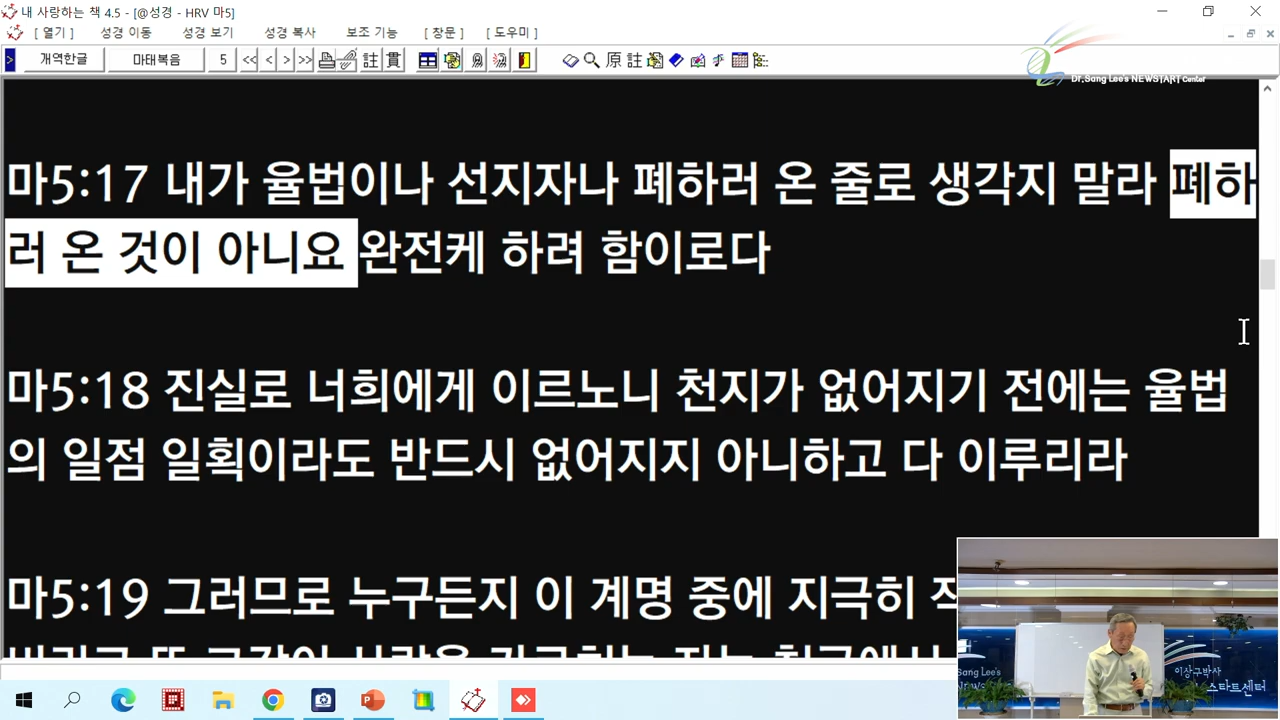 내 사랑하는 책 4.5 - [@성경 - HRV 마5]
[ 열기 ] 성경 이동 성경 보기 성경 복사 보조 기능 [ 창문 ] [ 도우미 ]
개역한글 마태복음 5 << < > >> 註 貫 原 註
Dr.Sang Lee's NEWSTART Center
마5:17 내가 율법이나 선지자나 폐하러 온 줄로 생각지 말라 폐하
러 온 것이 아니요 완전케 하려 함이로다
마5:18 진실로 너희에게 이르노니 천지가 없어지기 전에는 율법
의 일점 일획이라도 반드시 없어지지 아니하고 다 이루리라
마5:19 그러므로 누구든지 이 계명 중에 지극히
Sang Lee's
이상구박사
스타트센터